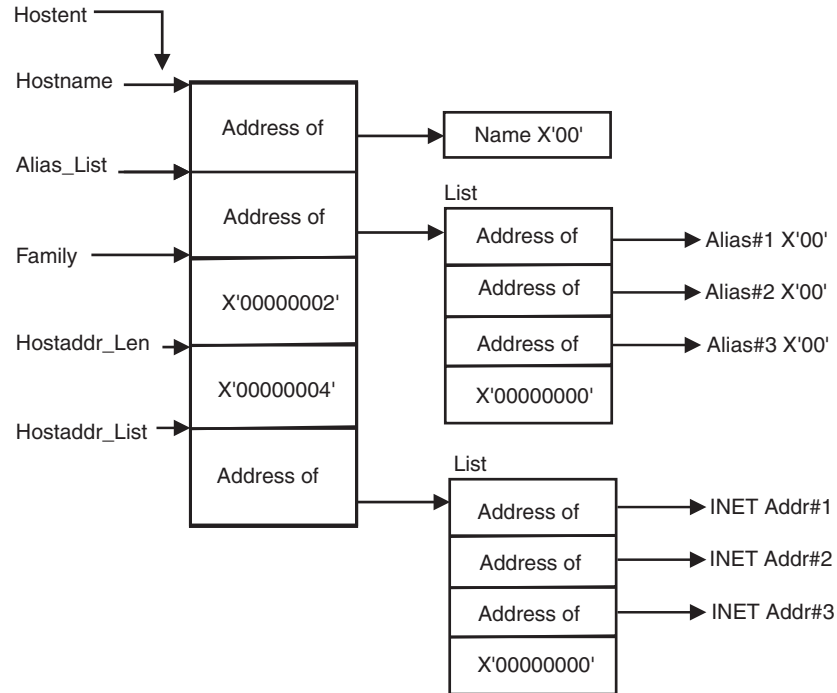 Hostent
Hostname
Address of
Name X'00'
Alias_List
List
Address of
Address of
Alias#1 X'00'
Family
X'00000002'
Address of
Alias#2 X'00'
Hostaddr_Len
Address of
Alias#3 X'00'
X'00000004'
X'00000000'
Hostaddr_List
List
Address of
Address of
INET Addr#1
Address of
INET Addr#2
Address of
INET Addr#3
X'00000000'